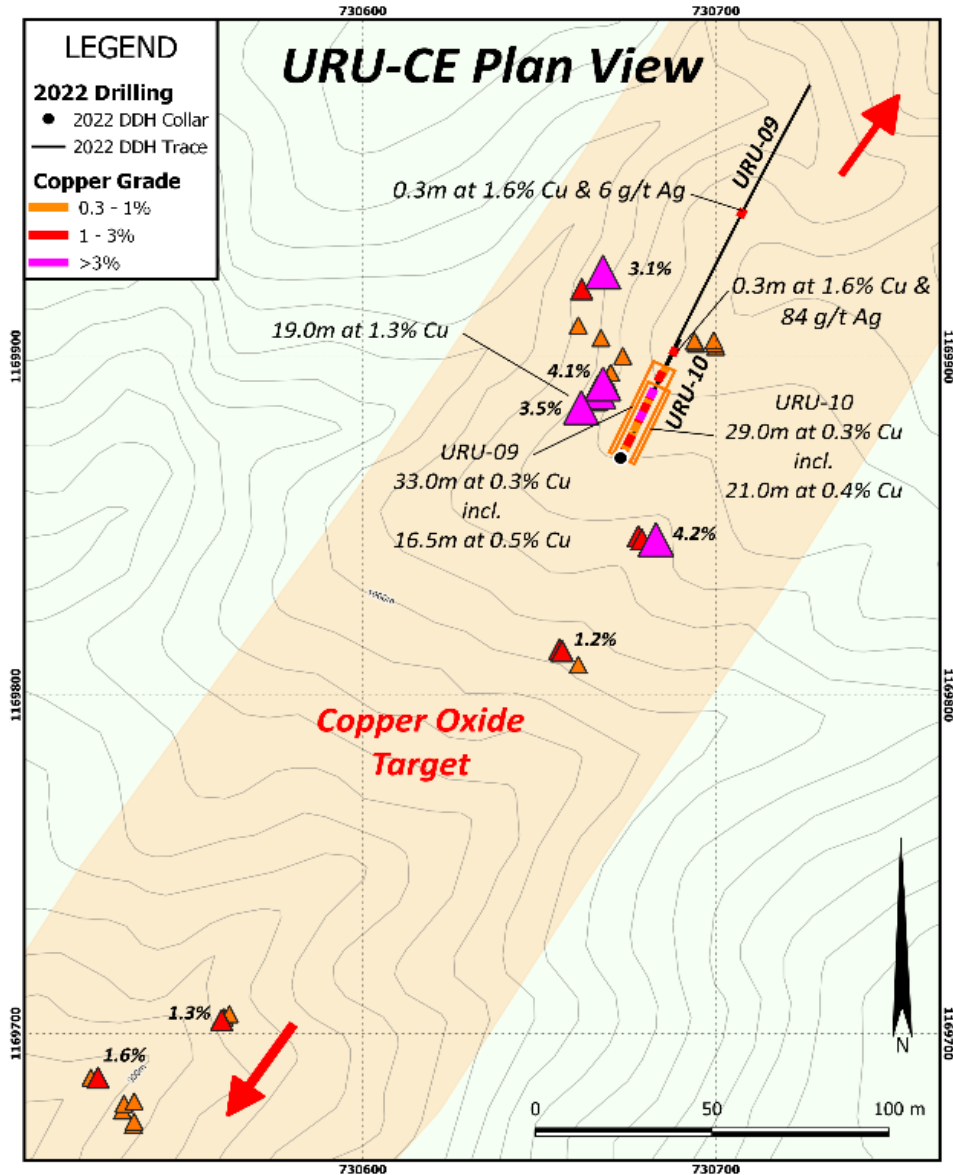 730600
730700
LEGEND
2022 Drilling
2022 DDH Collar
2022 DDH Trace
Copper Grade
0.3 - 1%
1 - 3%
>3%
URU-CE Plan View
URU-09
0.3m at 1.6% Cu & 6 g/t Ag
3.1%
0.3m at 1.6% Cu &
84 g/t Ag
19.0m at 1.3% Cu
1169900
1169900
4.1%
3.5%
URU-10
URU-09
33.0m at 0.3% Cu
incl.
16.5m at 0.5% Cu
URU-10
29.0m at 0.3% Cu
incl.
21.0m at 0.4% Cu
4.2%
1000m
1.2%
1169800
1169800
Copper Oxide
Target
1.3%
1169700
1169700
1.6%
900m
N
0
50
100 m
730600
730700